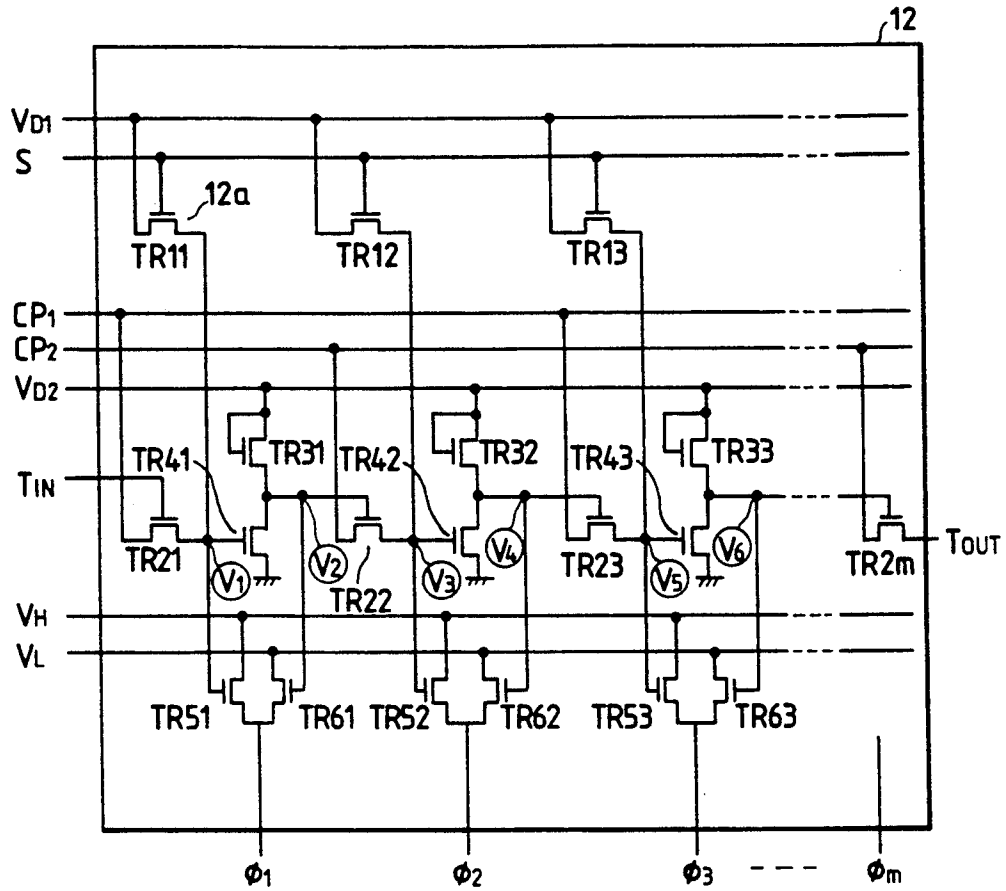 12
VD1
S
12a
TR11
TR12
TR13
CP1
CP2
VD2
TR41
TR31
TR42
TR32
TR43
TR33
TIN
TR21
V1
V2
TR22
V3
V4
TR23
V5
V6
TR2m
TOUT
VH
VL
TR51
TR61
TR52
TR62
TR53
TR63
ϕ1
ϕ2
ϕ3
ϕm